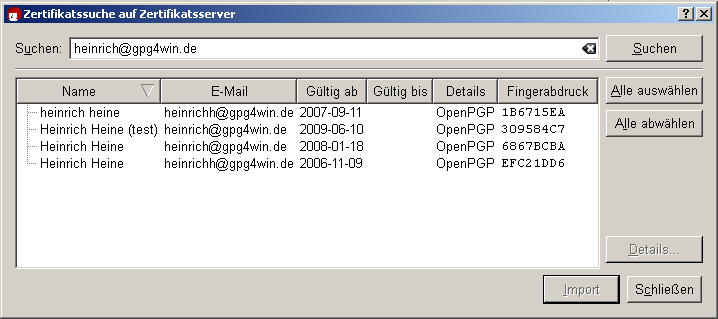 Zertifikatssuche auf Zertifikatsserver
Suchen: heinrich@gpg4win.de Suchen
Name E-Mail Gültig ab Gültig bis Details Fingerabdruck Alle auswählen
heinrich heine heinrichh@gpg4win.de 2007-09-11 OpenPGP 1B6715EA
Heinrich Heine (test) heinrich@gpg4win.de 2009-06-10 OpenPGP 309584C7 Alle abwählen
Heinrich Heine heinrich@gpg4win.de 2008-01-18 OpenPGP 6867BCBA
Heinrich Heine heinrichh@gpg4win.de 2006-11-09 OpenPGP EFC21DD6
Details...
Import Schließen